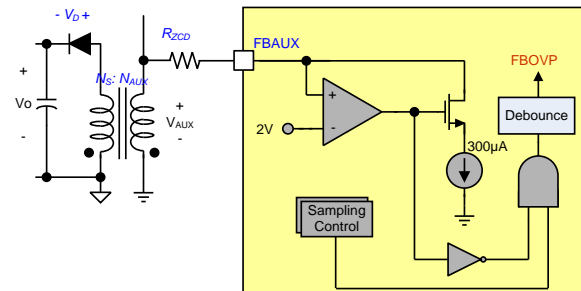 - VD +
RZCD
FBAUX
FBOVP
NS: NAUX
+
Vo
-
+
VAUX
-
+
-
2V
Debounce
300µA
Sampling
Control